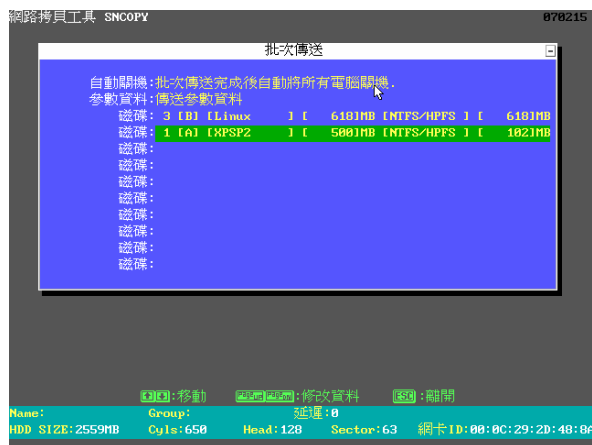 網路拷貝工具 SNCOPY 070215
批次傳送
自動關機:批次傳送完成後自動將所有電腦關機.
參數資料:傳送參數資料
磁碟: 3 [B] [Linux ] [ 618]MB [NTFS/HPFS ] [ 618]MB
磁碟: 1 [A] [XPSP2 ] [ 500]MB [NTFS/HPFS ] [ 102]MB
磁碟:
磁碟:
磁碟:
磁碟:
磁碟:
磁碟:
磁碟:
磁碟:
:移動 :修改資料 ESC :離開
Name: Group: 延遲:0
HDD SIZE:2559MB Cyls:650 Head:128 Sector:63 網卡ID:00:0C:29:2D:48:8A